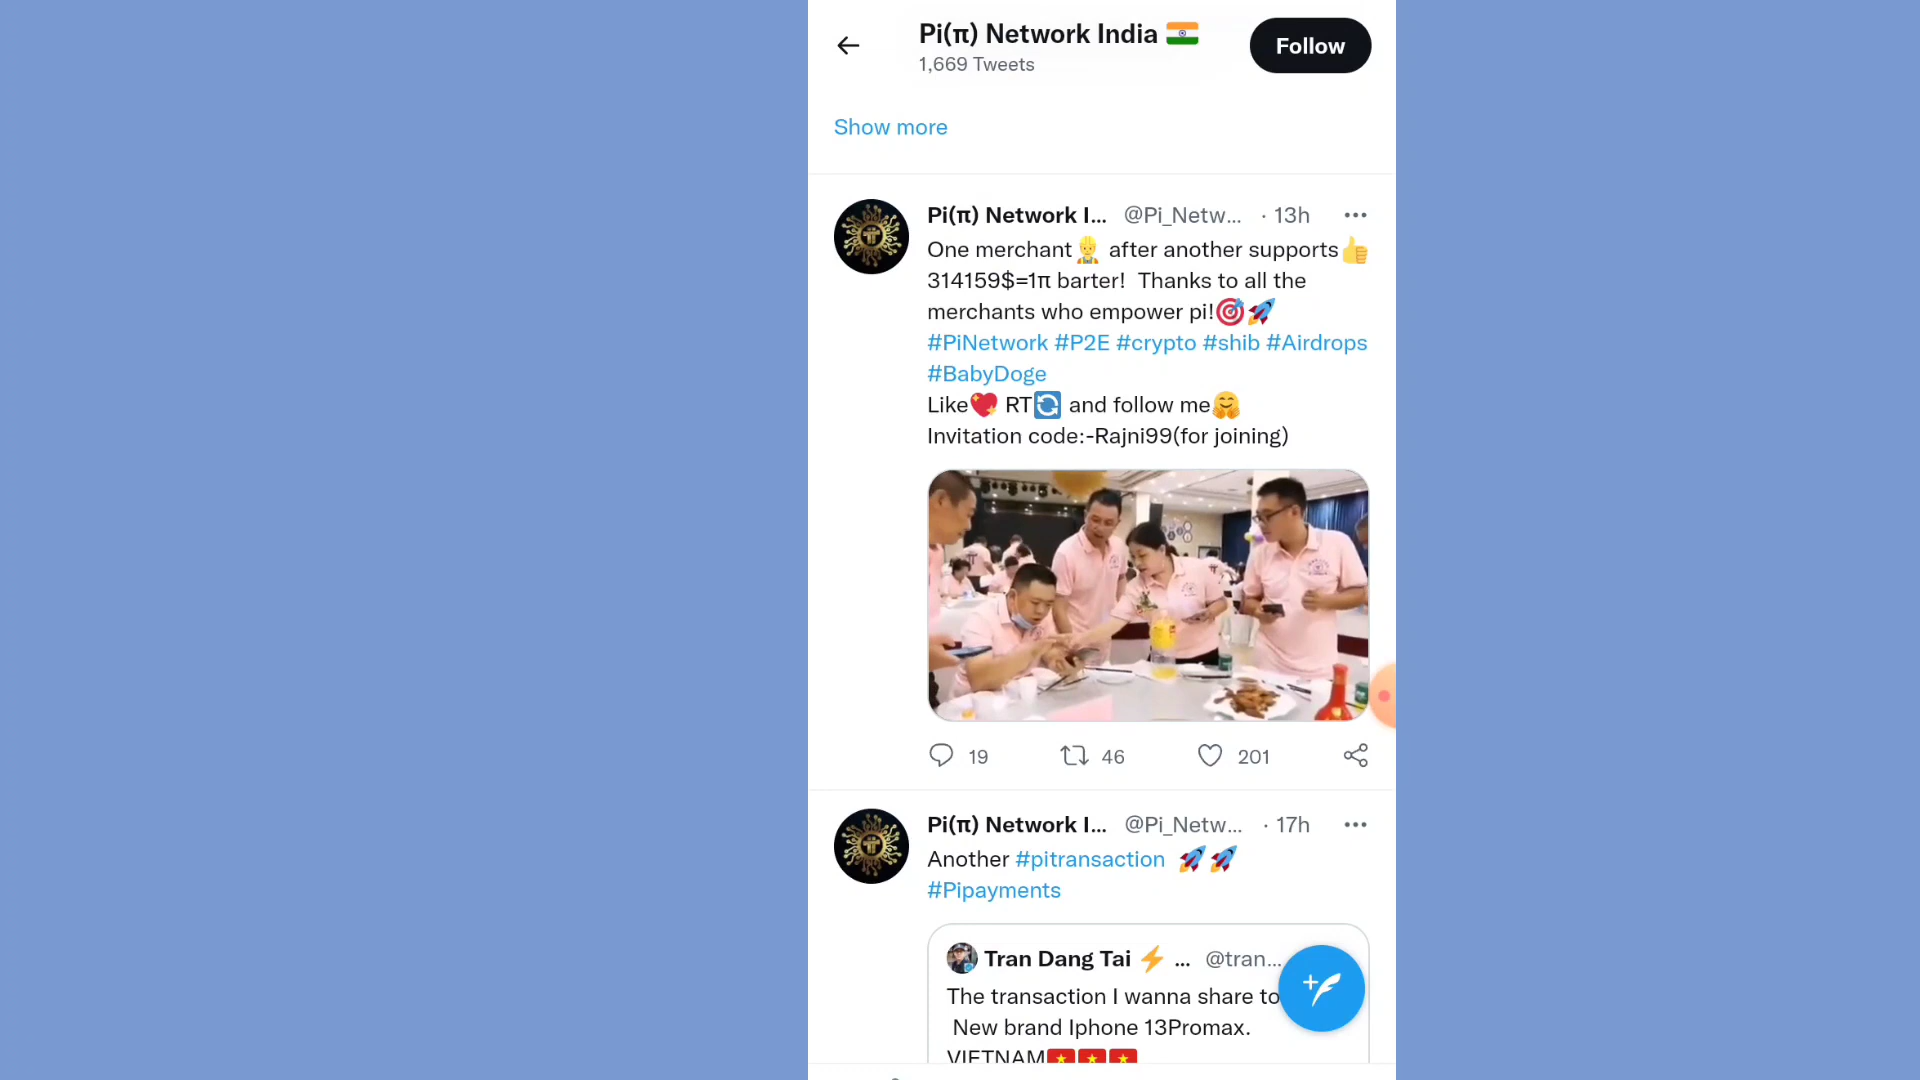 Pi(π) Network India 🇮🇳
1,669 Tweets
Follow
Show more
Pi(π) Network I... @Pi_Netw... · 13h
One merchant👷 after another supports👍
314159$=1π barter! Thanks to all the
merchants who empower pi!🎯🚀
#PiNetwork #P2E #crypto #shib #Airdrops
#BabyDoge
Like💖 RT🔄 and follow me🤗
Invitation code:-Rajni99(for joining)
19 46 201
Pi(π) Network I... @Pi_Netw... · 17h
Another #pitransaction 🚀🚀
#Pipayments
Tran Dang Tai ⚡ ... @tran...
The transaction I wanna share to
New brand Iphone 13Promax.
VIETNAM🇻🇳🇻🇳🇻🇳